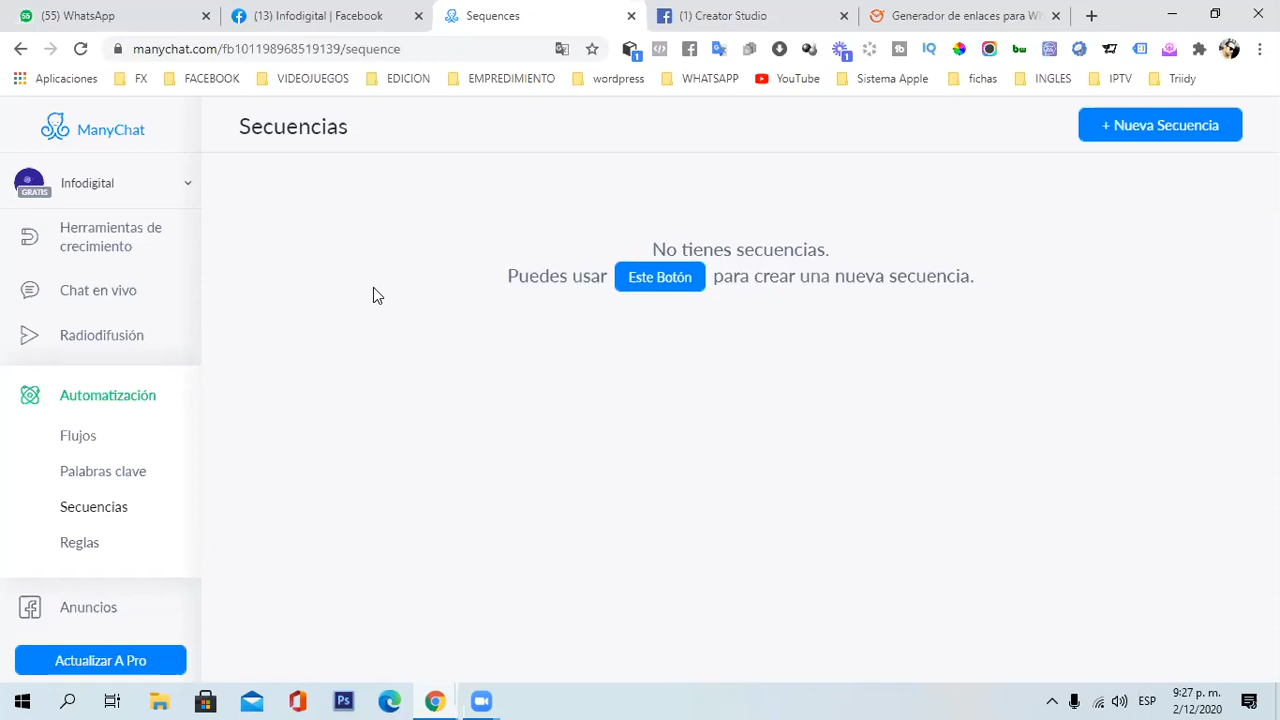 (55) WhatsApp
(13) Infodigital | Facebook
Sequences
(1) Creator Studio
Generador de enlaces para Wh
manychat.com/fb101198968519139/sequence
Aplicaciones
FX
FACEBOOK
VIDEOJUEGOS
EDICION
EMPREDIMIENTO
wordpress
WHATSAPP
YouTube
Sistema Apple
fichas
INGLES
IPTV
Triidy
ManyChat
Secuencias
+ Nueva Secuencia
Infodigital
GRATIS
Herramientas de
crecimiento
Chat en vivo
Radiodifusión
Automatización
Flujos
Palabras clave
Secuencias
Reglas
Anuncios
Actualizar A Pro
No tienes secuencias.
Puedes usar Este Botón para crear una nueva secuencia.
ESP
9:27 p. m.
2/12/2020